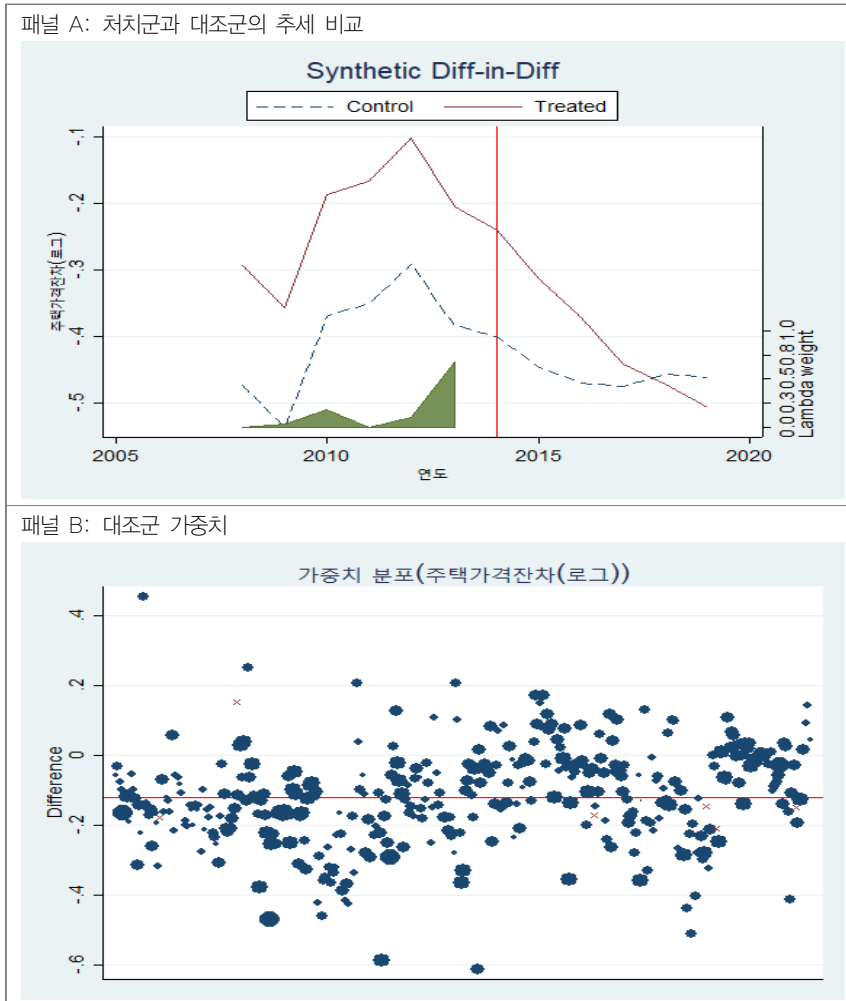 패널 A: 처치군과 대조군의 추세 비교
Synthetic Diff-in-Diff
Control Treated
-.1
-.2
-.3
-.4
-.5
주택가격잔차(로그)
0.00.30.50.81.0
Lambda weight
2005 2010 2015 2020
연도
패널 B: 대조군 가중치
가중치 분포(주택가격잔차(로그))
.4
.2
0
-.2
-.4
-.6
Difference